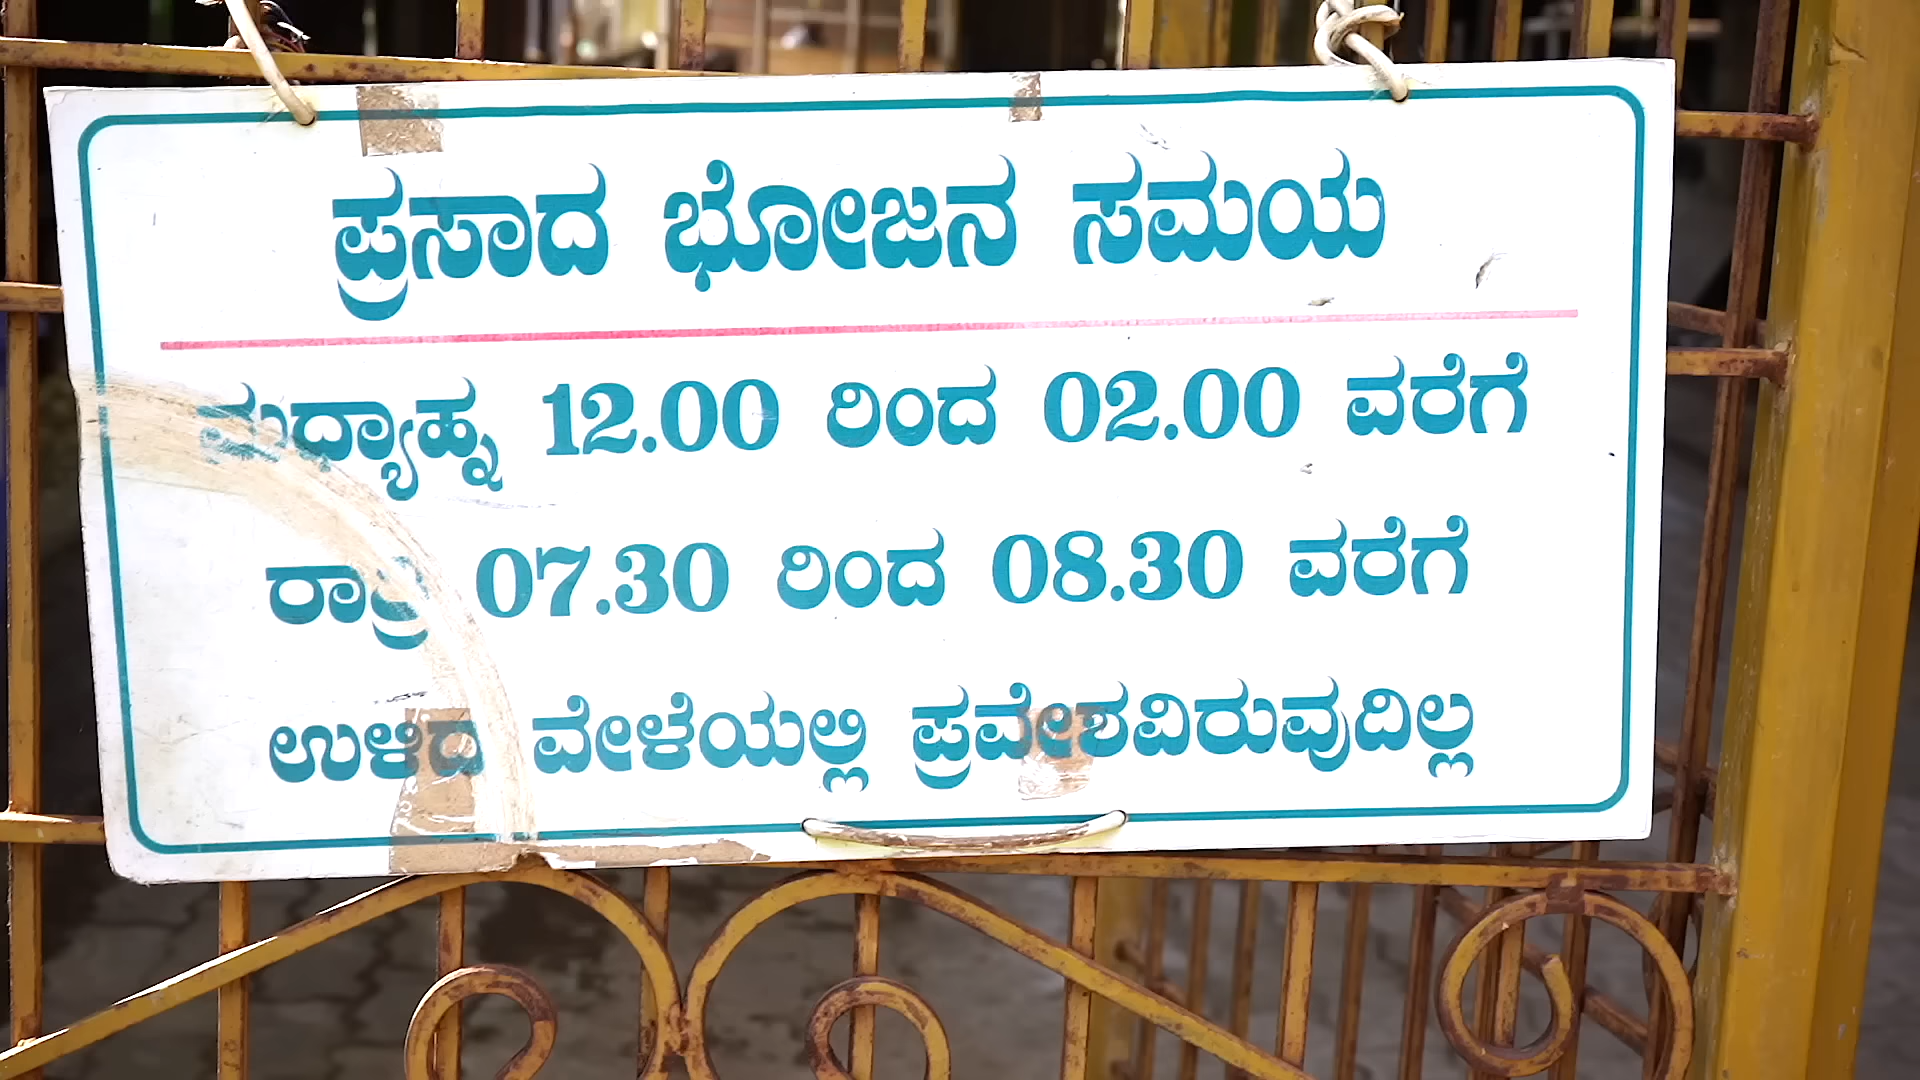 ಪ್ರಸಾದ ಭೋಜನ ಸಮಯ
ಮಧ್ಯಾಹ್ನ 12.00 ರಿಂದ 02.00 ವರೆಗೆ
ರಾತ್ರಿ 07.30 ರಿಂದ 08.30 ವರೆಗೆ
ಉಳಿದ ವೇಳೆಯಲ್ಲಿ ಪ್ರವೇಶವಿರುವುದಿಲ್ಲ